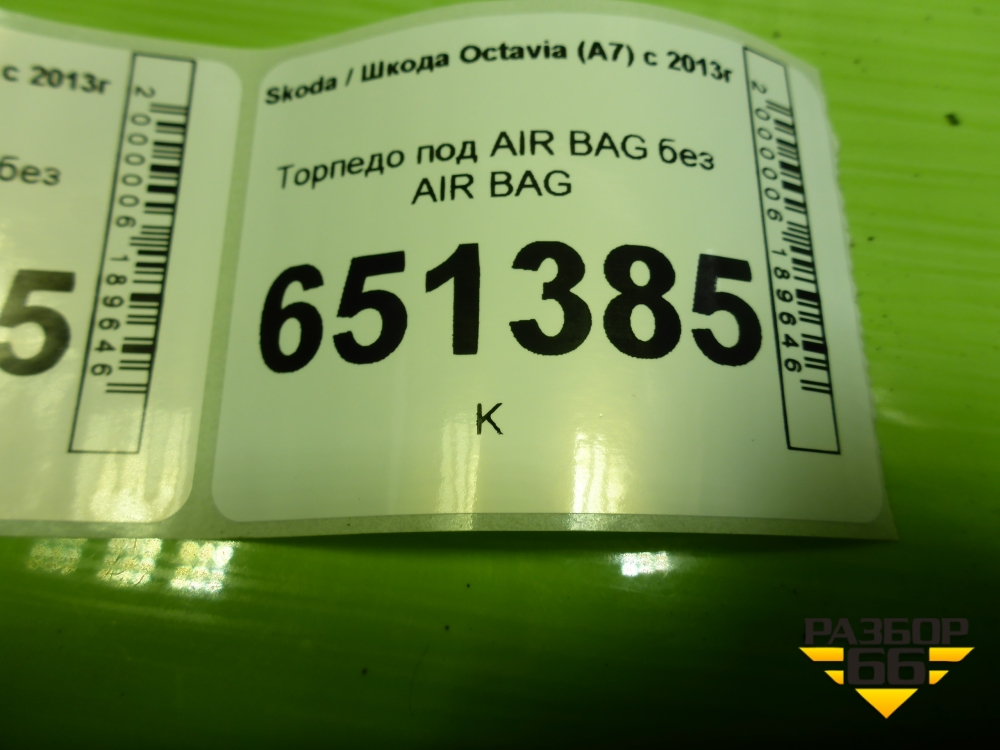 с 2013г
без
5
2000006189646
Skoda / Шкода Octavia (A7) с 2013г
Торпедо под AIR BAG без
AIR BAG
651385
К
2000006189646
РАЗБОР
66